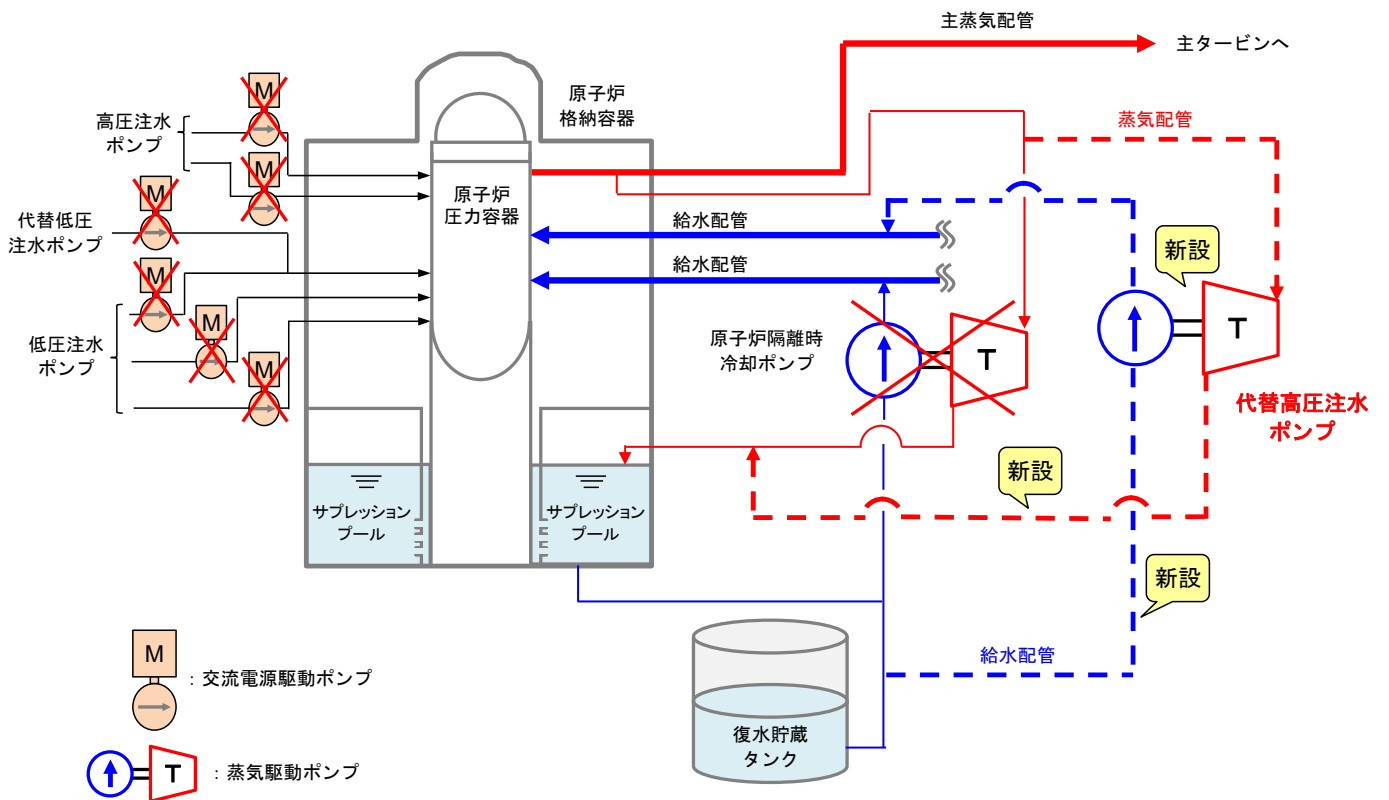 主蒸気配管
主タービンへ
M
原子炉
格納容器
高圧注水
ポンプ
M
蒸気配管
M
原子炉
圧力容器
代替低圧
注水ポンプ
給水配管
新設
M
給水配管
M
原子炉隔離時
冷却ポンプ
T
T
低圧注水
ポンプ
M
代替高圧注水
ポンプ
新設
サプレッション
プール
サプレッション
プール
新設
M
:交流電源駆動ポンプ
給水配管
復水貯蔵
タンク
T
:蒸気駆動ポンプ